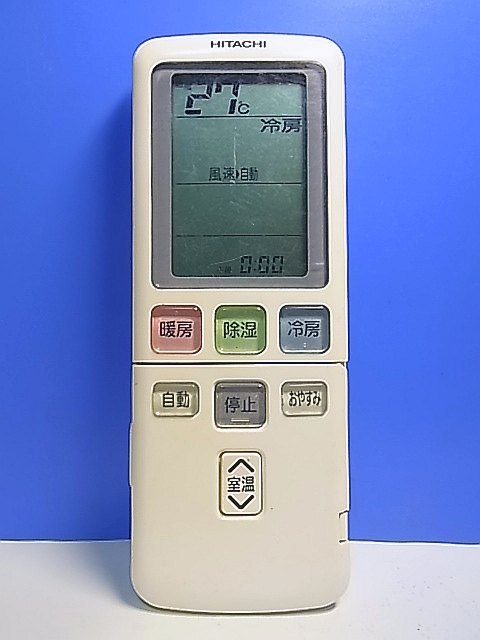 HITACHI
27℃
冷房
風速▶自動
0:00
暖房 除湿 冷房
自動 停止 おやすみ
室温